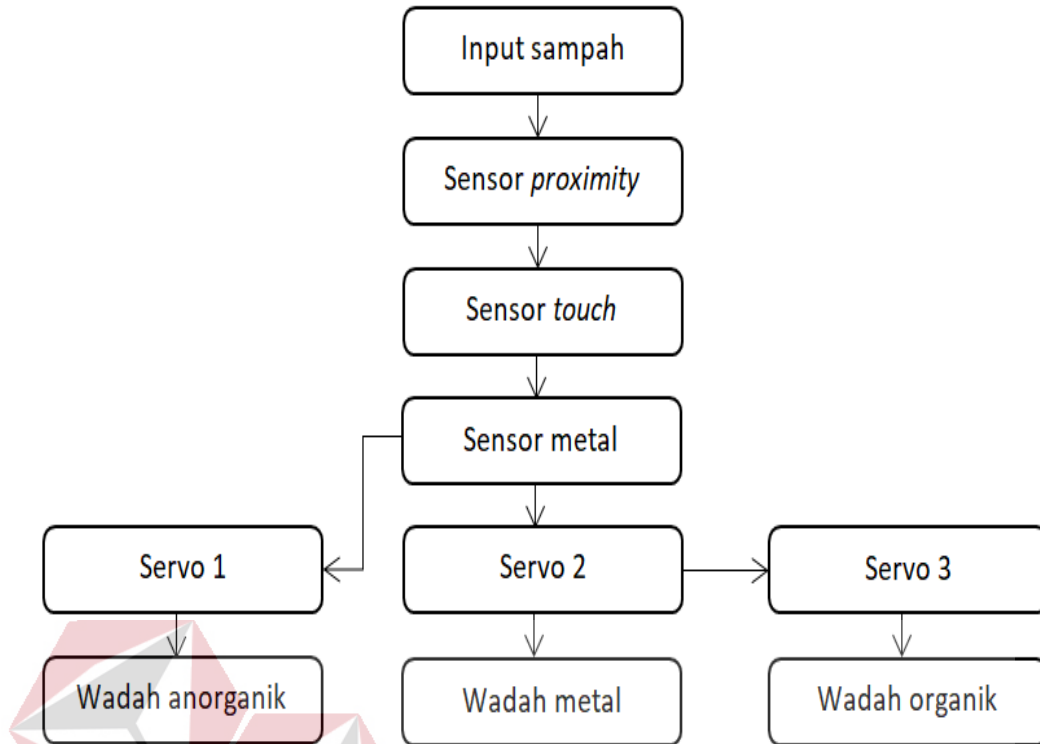 Input sampah
Sensor proximity
Sensor touch
Sensor metal
Servo 1
Servo 2
Servo 3
Wadah anorganik
Wadah metal
Wadah organik